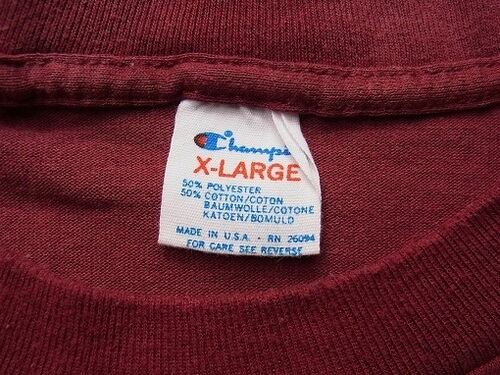 Champi
X-LARGE
50% POLYESTER
50% COTTON/COTON
BAUMWOLLE/COTONE
KATOEN/BOMULD
MADE IN U.S.A. - RN 26094
FOR CARE SEE REVERSE